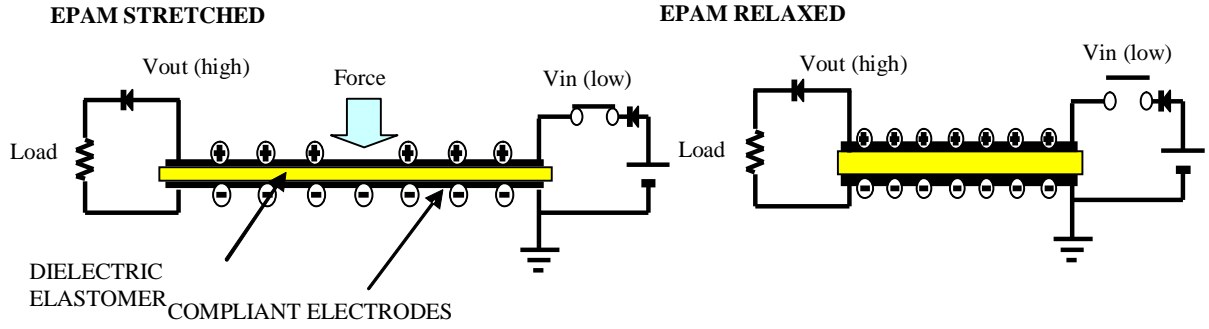 EPAM STRETCHED
Vout (high)
Force
Vin (low)
Load
DIELECTRIC
ELASTOMER
COMPLIANT ELECTRODES
EPAM RELAXED
Vout (high)
Vin (low)
Load